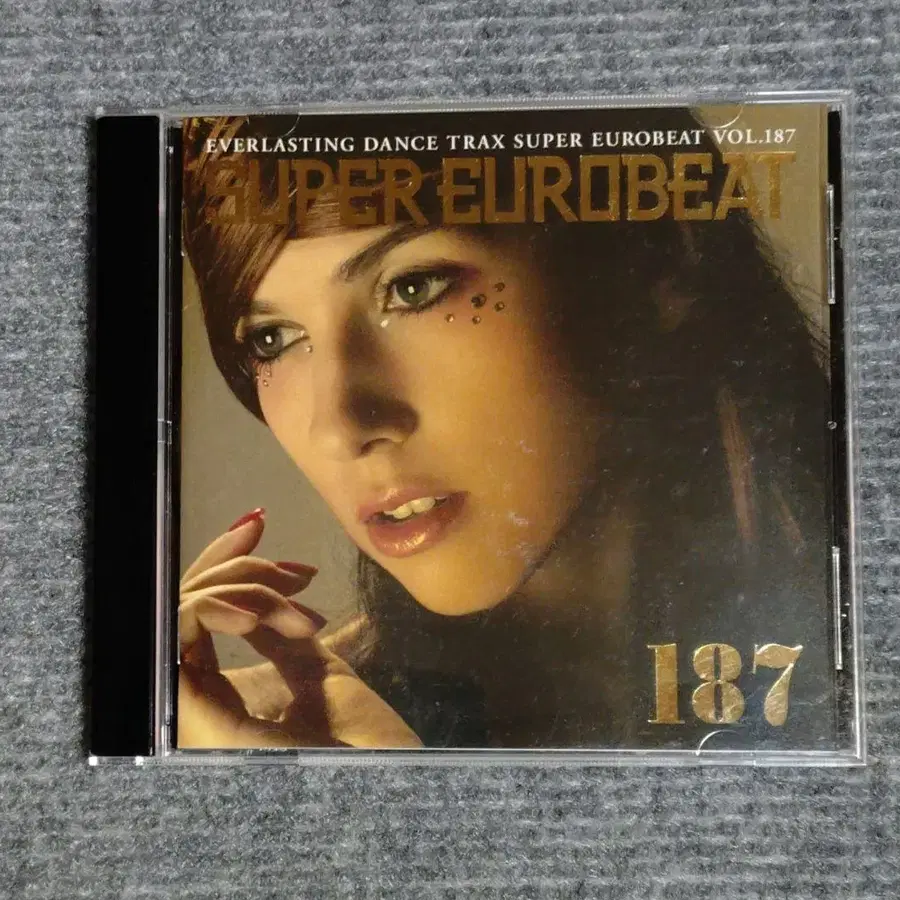 EVERLASTING DANCE TRAX SUPER EUROBEAT VOL.187
SUPER EUROBEAT
187